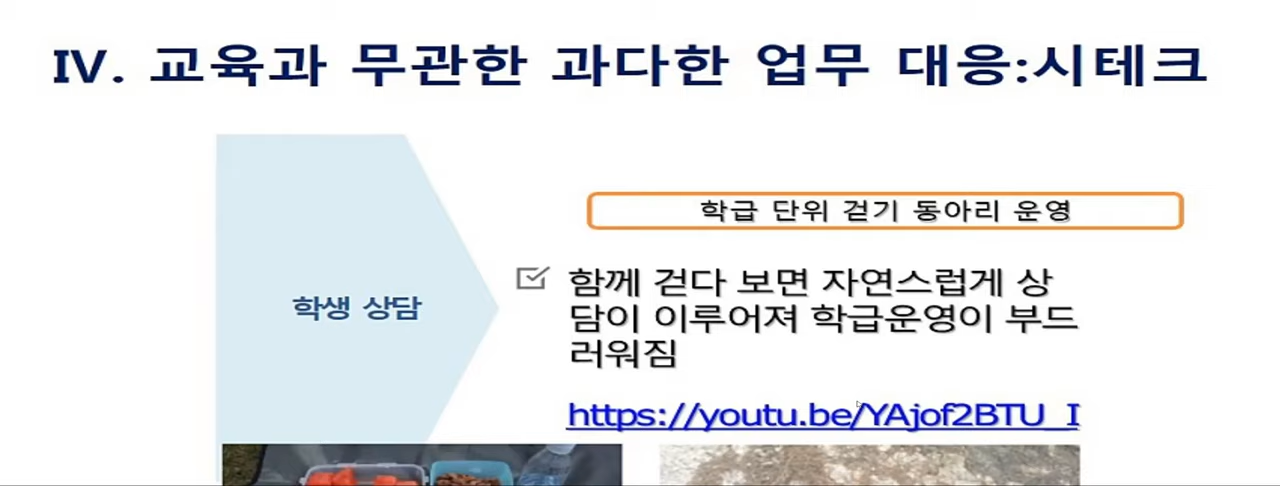 Ⅳ. 교육과 무관한 과다한 업무 대응:시테크
학급 단위 걷기 동아리 운영
학생 상담
함께 걷다 보면 자연스럽게 상
담이 이루어져 학급운영이 부드
러워짐
https://youtu.be/YAjof2BTU_I